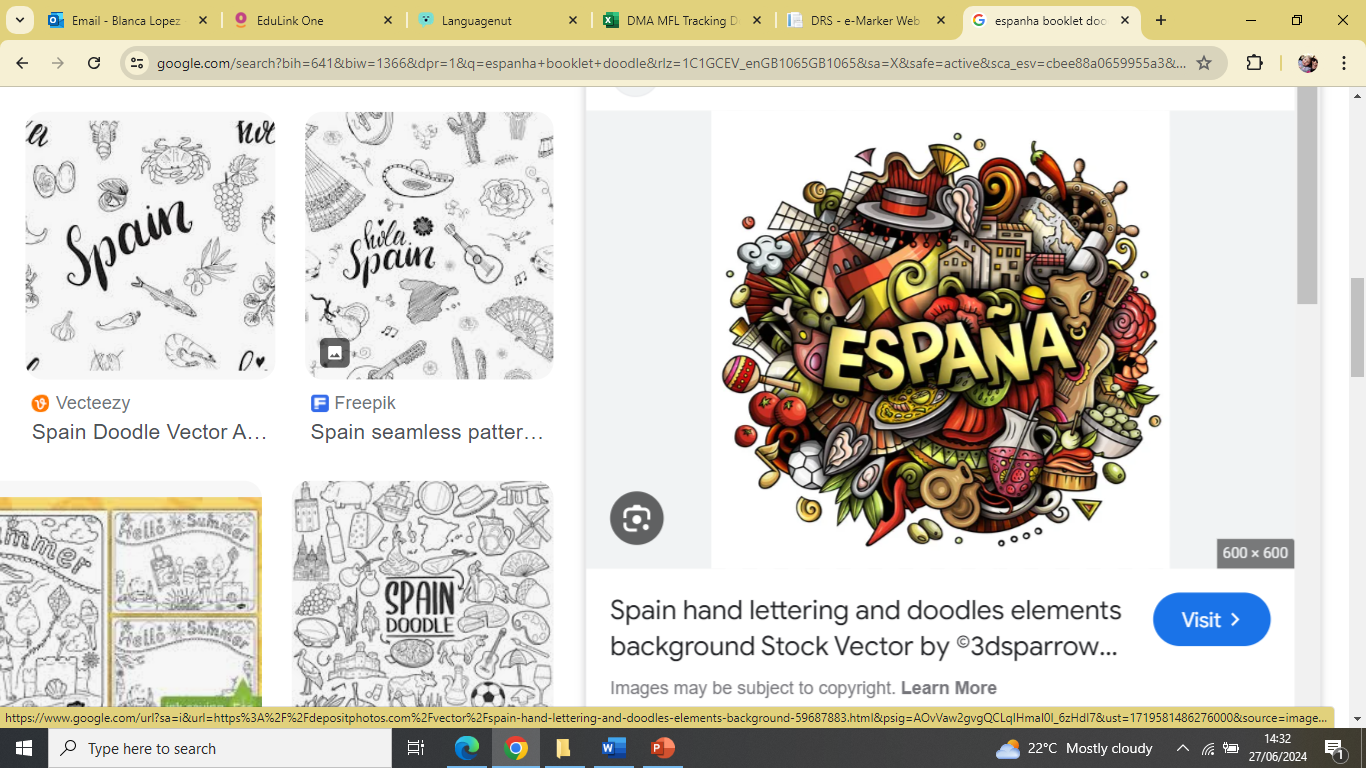 Email - Blanca Lopez
EduLink One
Languagenut
DMA MFL Tracking D
DRS - e-Marker Web
espanha booklet doo
google.com/search?bih=641&biw=1366&dpr=1&q=espanha+booklet+doodle&rlz=1C1GCEV_enGB1065GB1065&sa=X&safe=active&sca_esv=cbee88a0659955a3&...
Spain
hola
Spain
Vecteezy
Spain Doodle Vector A...
Freepik
Spain seamless patter...
ESPAÑA
600 × 600
Hello Summer
Hello Summer
SPAIN
DOODLE
Spain hand lettering and doodles elements
background Stock Vector by ©3dsparrow...
Visit
Images may be subject to copyright. Learn More
https://www.google.com/url?sa=i&url=https%3A%2F%2Fdepositphotos.com%2Fvector%2Fspain-hand-lettering-and-doodles-elements-background-59687883.html&psig=AOvVaw2gvgQCLqIHmaI0l_6zHdI7&ust=1719581486276000&source=image...
Type here to search
22°C Mostly cloudy
14:32
27/06/2024
1